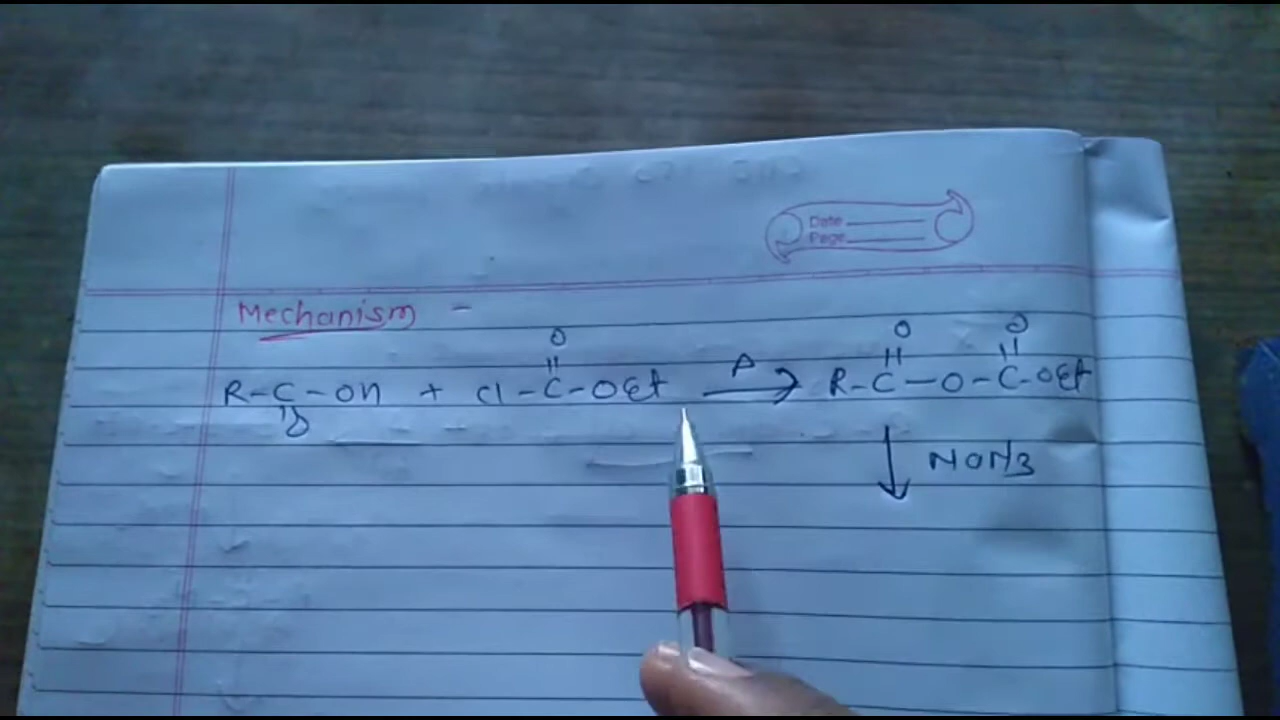 Date
Page
Mechanism -
O O O
|| || ||
R-C-OH + Cl-C-OEt Δ→ R-C-O-C-OEt
||
O
↓ NaN3